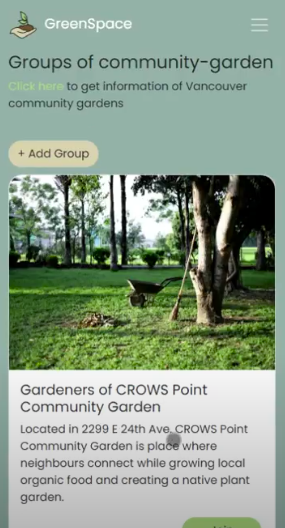 GreenSpace
Groups of community-garden
Click here to get information of Vancouver
community gardens
+ Add Group
Gardeners of CROWS Point
Community Garden
Located in 2299 E 24th Ave, CROWS Point
Community Garden is place where
neighbours connect while growing local
organic food and creating a native plant
garden.